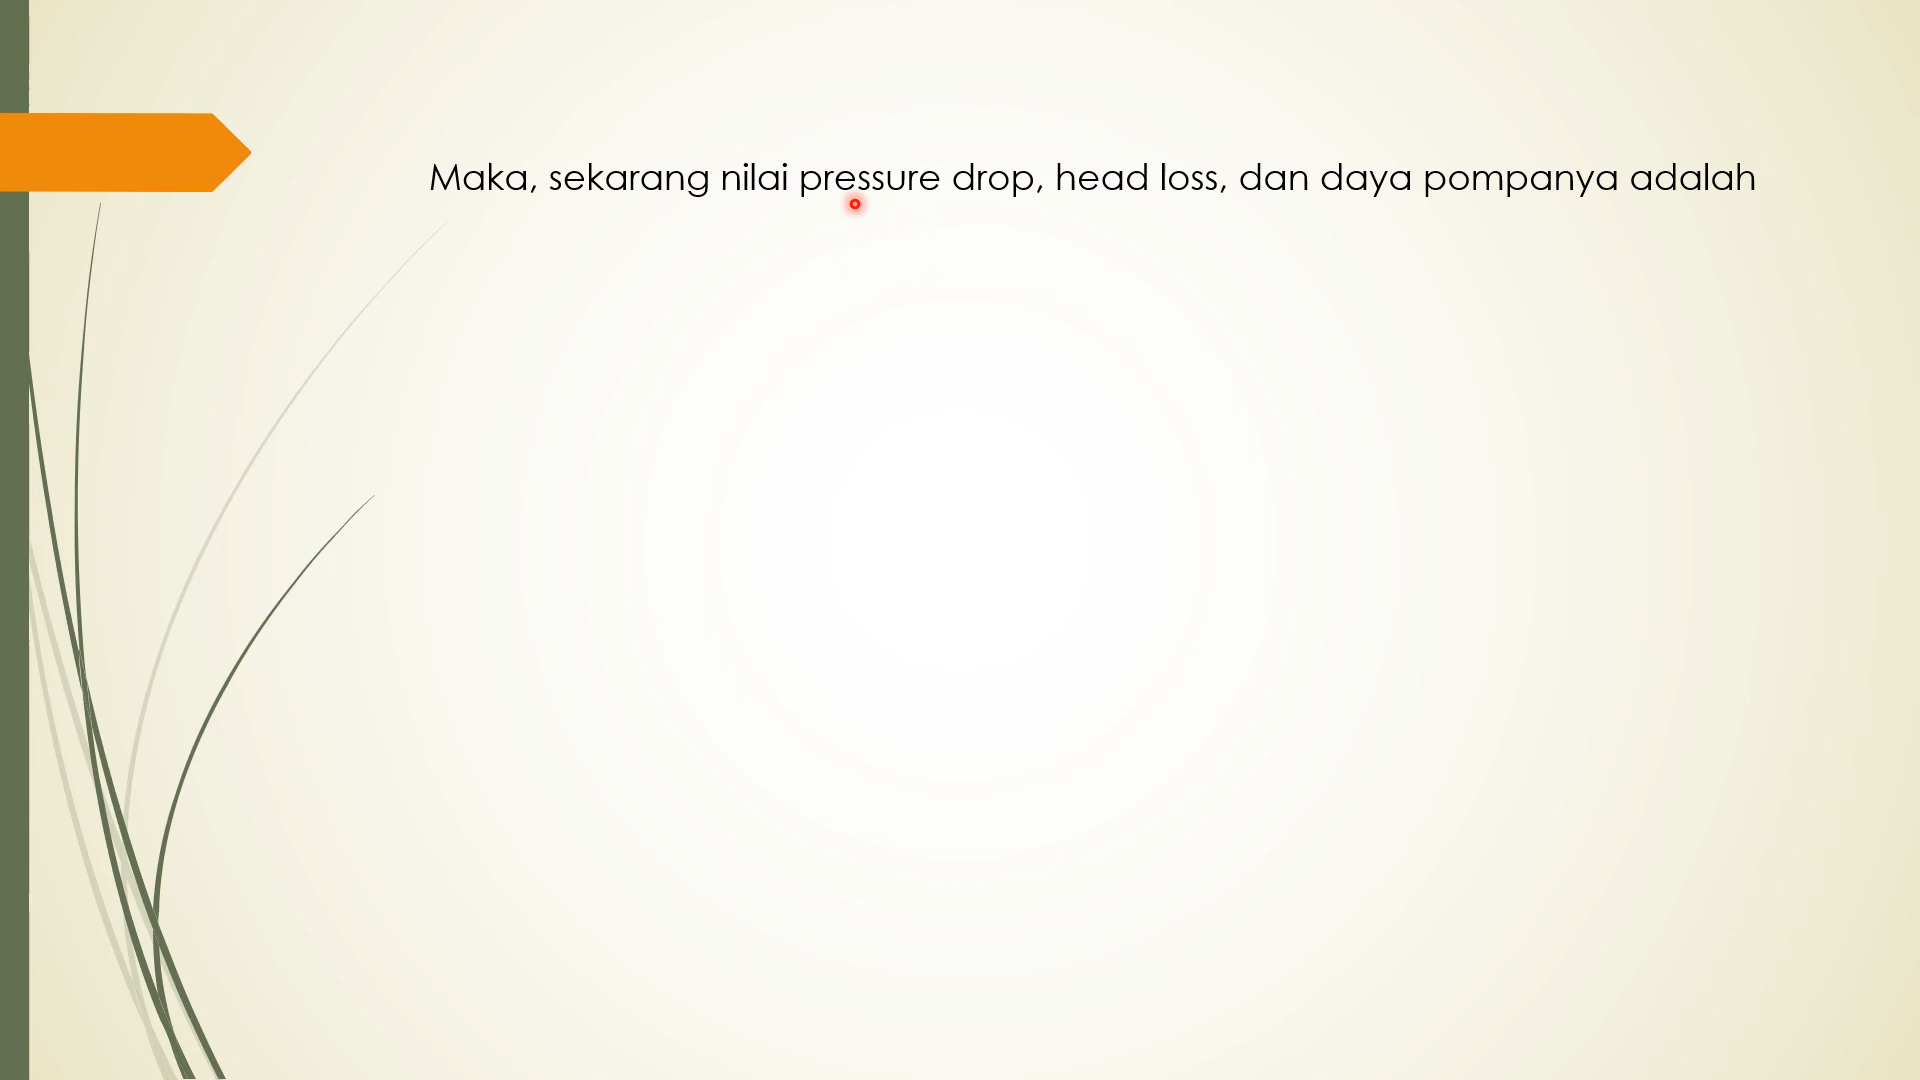 Maka, sekarang nilai pressure drop, head loss, dan daya pompanya adalah